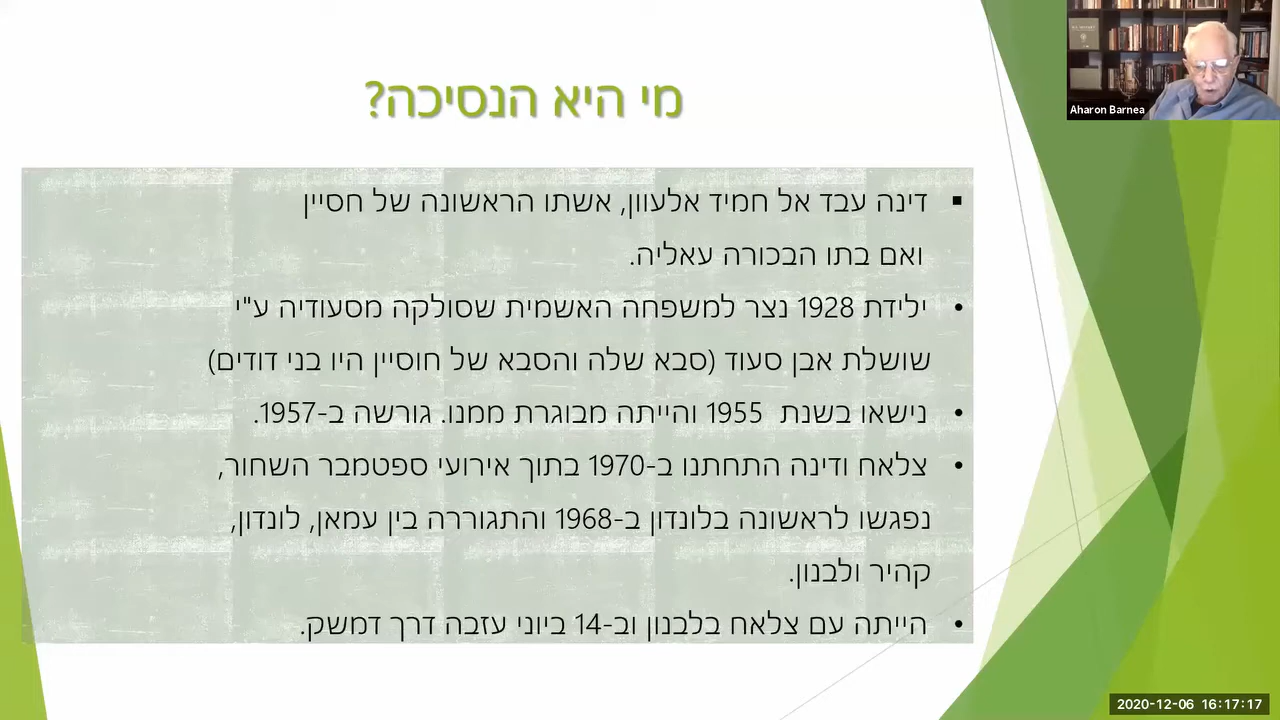 מי היא הנסיכה?
Aharon Barnea
▪ דינה עבד אל חמיד אלעוון, אשתו הראשונה של חסיין
ואם בתו הבכורה עאליה.
• ילידת 1928 נצר למשפחה האשמית שסולקה מסעודיה ע"י
שושלת אבן סעוד (סבא שלה והסבא של חוסיין היו בני דודים)
• נישאו בשנת 1955 והייתה מבוגרת ממנו. גורשה ב-1957.
• צלאח ודינה התחתנו ב-1970 בתוך אירועי ספטמבר השחור,
נפגשו לראשונה בלונדון ב-1968 והתגוררה בין עמאן, לונדון,
קהיר ולבנון.
• הייתה עם צלאח בלבנון וב-14 ביוני עזבה דרך דמשק.
2020-12-06 16:17:17